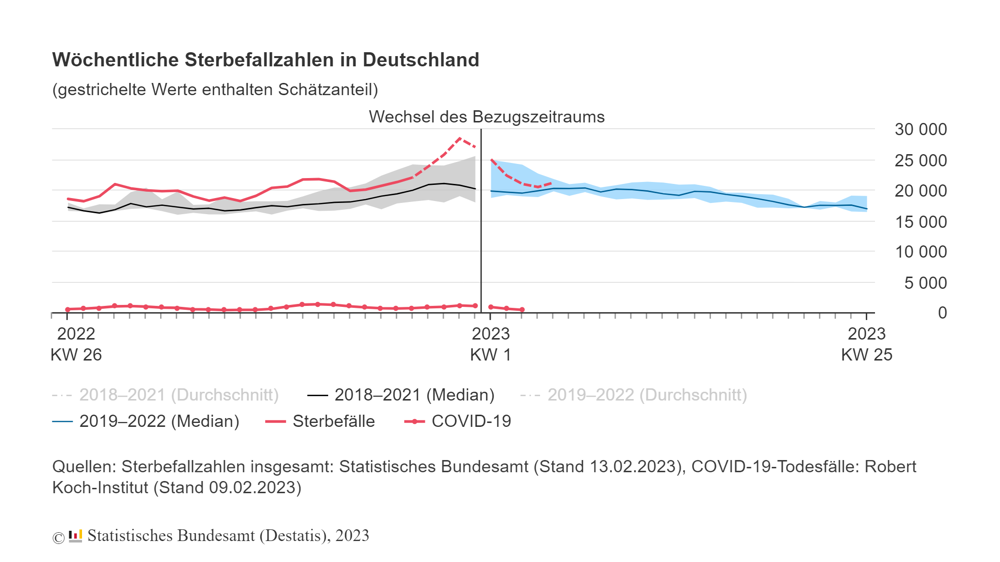 Wöchentliche Sterbefallzahlen in Deutschland
(gestrichelte Werte enthalten Schätzanteil)
Wechsel des Bezugszeitraums
30 000
25 000
20 000
15 000
10 000
5 000
0
2022 2023 2023
KW 26 KW 1 KW 25
2018–2021 (Durchschnitt) 2018–2021 (Median) 2019–2022 (Durchschnitt)
2019–2022 (Median) Sterbefälle COVID-19
Quellen: Sterbefallzahlen insgesamt: Statistisches Bundesamt (Stand 13.02.2023), COVID-19-Todesfälle: Robert
Koch-Institut (Stand 09.02.2023)
© Statistisches Bundesamt (Destatis), 2023